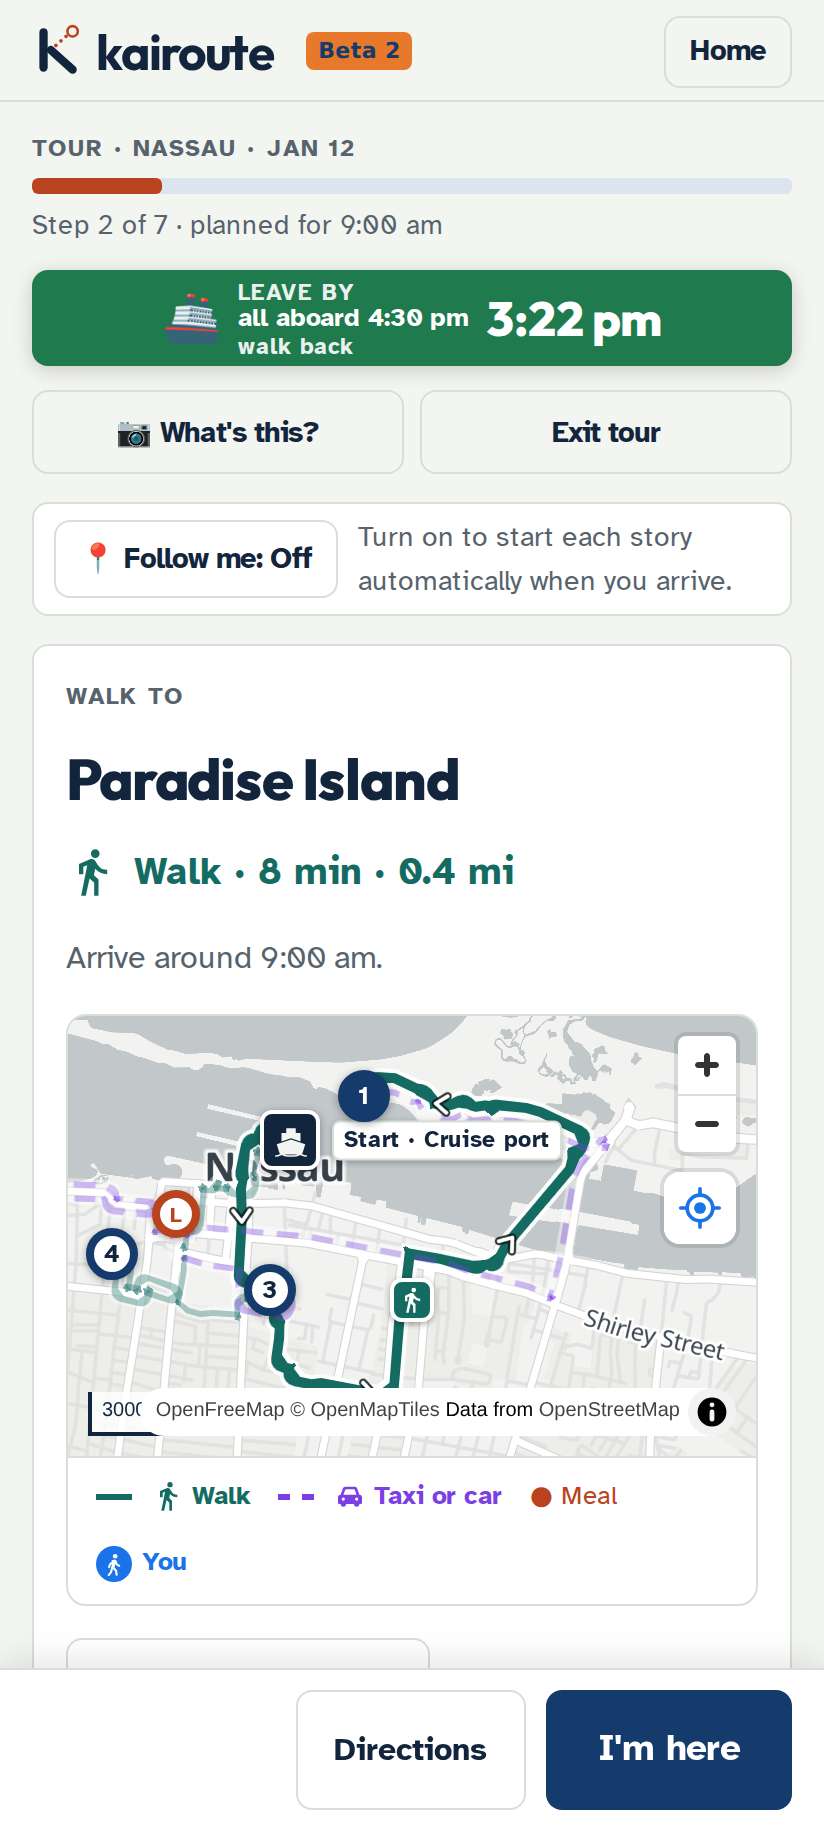 kairoute
Beta 2
Home
TOUR · NASSAU · JAN 12
Step 2 of 7 · planned for 9:00 am
LEAVE BY
all aboard 4:30 pm
walk back
3:22 pm
What's this?
Exit tour
Follow me: Off
Turn on to start each story
automatically when you arrive.
WALK TO
Paradise Island
Walk · 8 min · 0.4 mi
Arrive around 9:00 am.
+
1
Start · Cruise port
−
L
4
3
Shirley Street
OpenFreeMap © OpenMapTiles Data from OpenStreetMap
Walk
Taxi or car
Meal
You
Directions
I'm here